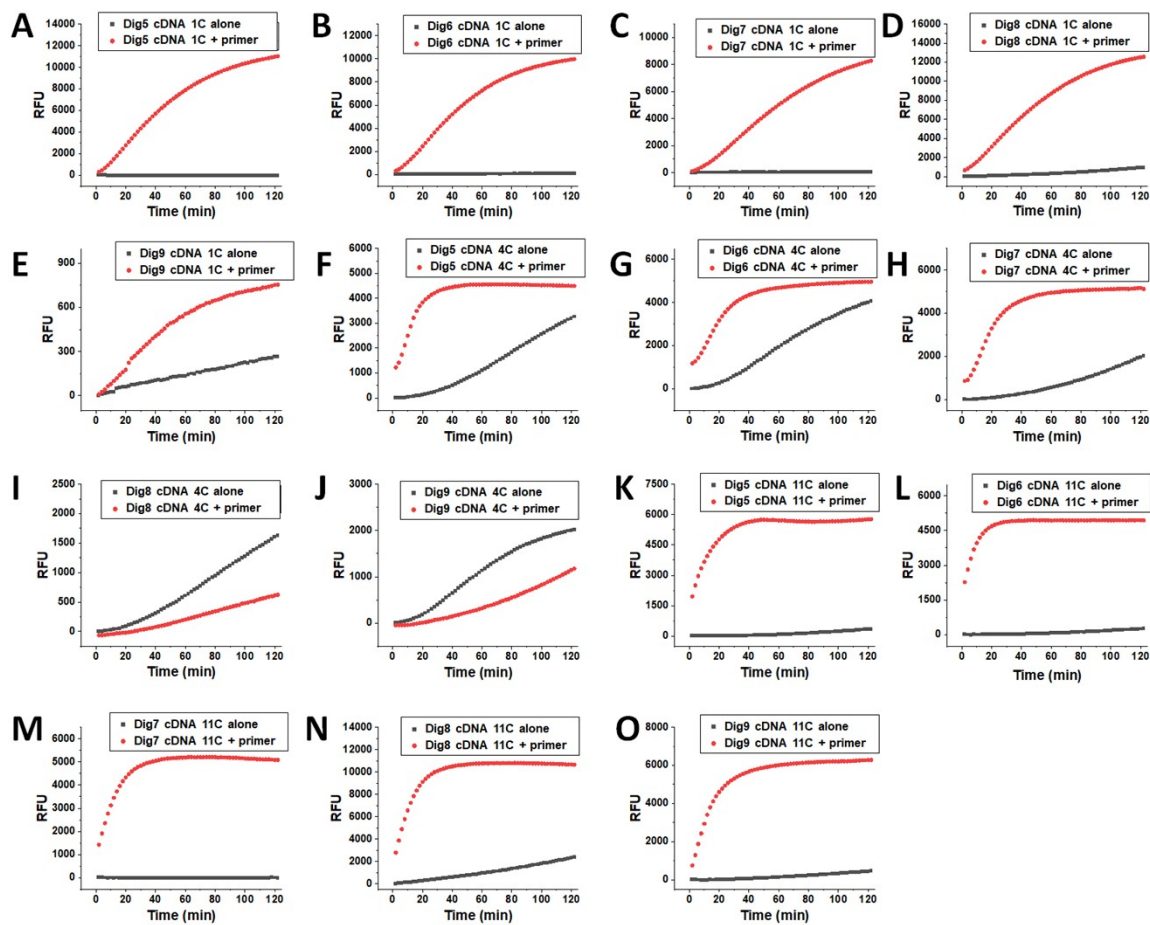 A
Dig5 cDNA 1C alone
Dig5 cDNA 1C + primer
RFU
14000
12000
10000
8000
6000
4000
2000
0
0 20 40 60 80 100 120
Time (min)
B
Dig6 cDNA 1C alone
Dig6 cDNA 1C + primer
RFU
12000
10000
8000
6000
4000
2000
0
0 20 40 60 80 100 120
Time (min)
C
Dig7 cDNA 1C alone
Dig7 cDNA 1C + primer
RFU
10000
8000
6000
4000
2000
0
0 20 40 60 80 100 120
Time (min)
D
Dig8 cDNA 1C alone
Dig8 cDNA 1C + primer
RFU
16000
14000
12000
10000
8000
6000
4000
2000
0
0 20 40 60 80 100 120
Time (min)
E
Dig9 cDNA 1C alone
Dig9 cDNA 1C + primer
RFU
900
600
300
0
0 20 40 60 80 100 120
Time (min)
F
Dig5 cDNA 4C alone
Dig5 cDNA 4C + primer
RFU
6000
5000
4000
3000
2000
1000
0
0 20 40 60 80 100 120
Time (min)
G
Dig6 cDNA 4C alone
Dig6 cDNA 4C + primer
RFU
6000
4000
2000
0
0 20 40 60 80 100 120
Time (min)
H
Dig7 cDNA 4C alone
Dig7 cDNA 4C + primer
RFU
6000
4000
2000
0
0 20 40 60 80 100 120
Time (min)
I
Dig8 cDNA 4C alone
Dig8 cDNA 4C + primer
RFU
2500
2000
1500
1000
500
0
0 20 40 60 80 100 120
Time (min)
J
Dig9 cDNA 4C alone
Dig9 cDNA 4C + primer
RFU
3000
2000
1000
0
0 20 40 60 80 100 120
Time (min)
K
Dig5 cDNA 11C alone
Dig5 cDNA 11C + primer
RFU
7500
6000
4500
3000
1500
0
0 20 40 60 80 100 120
Time (min)
L
Dig6 cDNA 11C alone
Dig6 cDNA 11C + primer
RFU
6000
4500
3000
1500
0
0 20 40 60 80 100 120
Time (min)
M
Dig7 cDNA 11C alone
Dig7 cDNA 11C + primer
RFU
6000
5000
4000
3000
2000
1000
0
0 20 40 60 80 100 120
Time (min)
N
Dig8 cDNA 11C alone
Dig8 cDNA 11C + primer
RFU
14000
12000
10000
8000
6000
4000
2000
0
0 20 40 60 80 100 120
Time (min)
O
Dig9 cDNA 11C alone
Dig9 cDNA 11C + primer
RFU
8000
6000
4000
2000
0
0 20 40 60 80 100 120
Time (min)